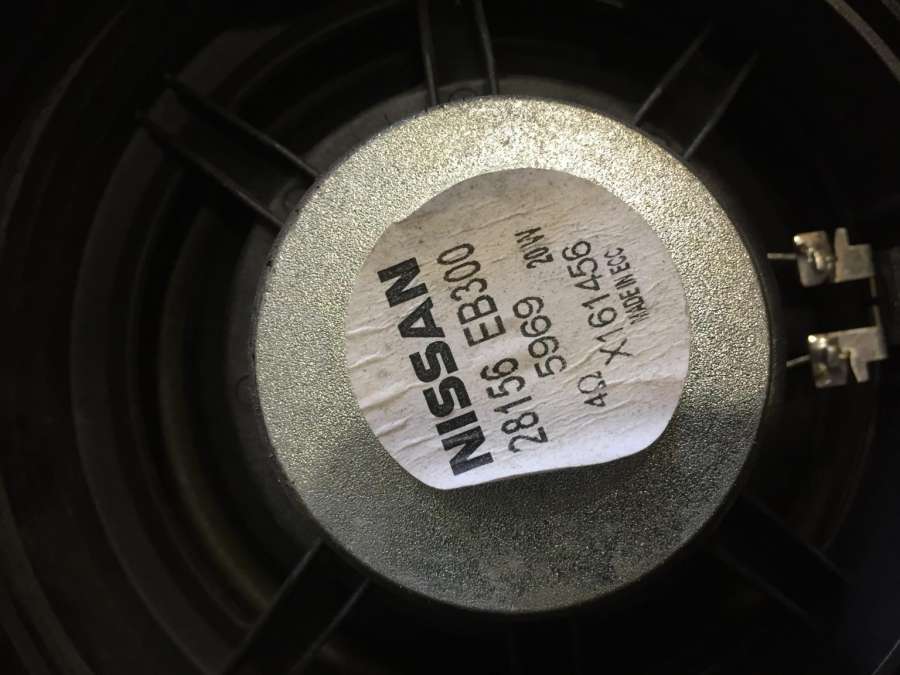 NISSAN
28156 EB300
5969 20W
4Ω X161456
MADE IN ECC